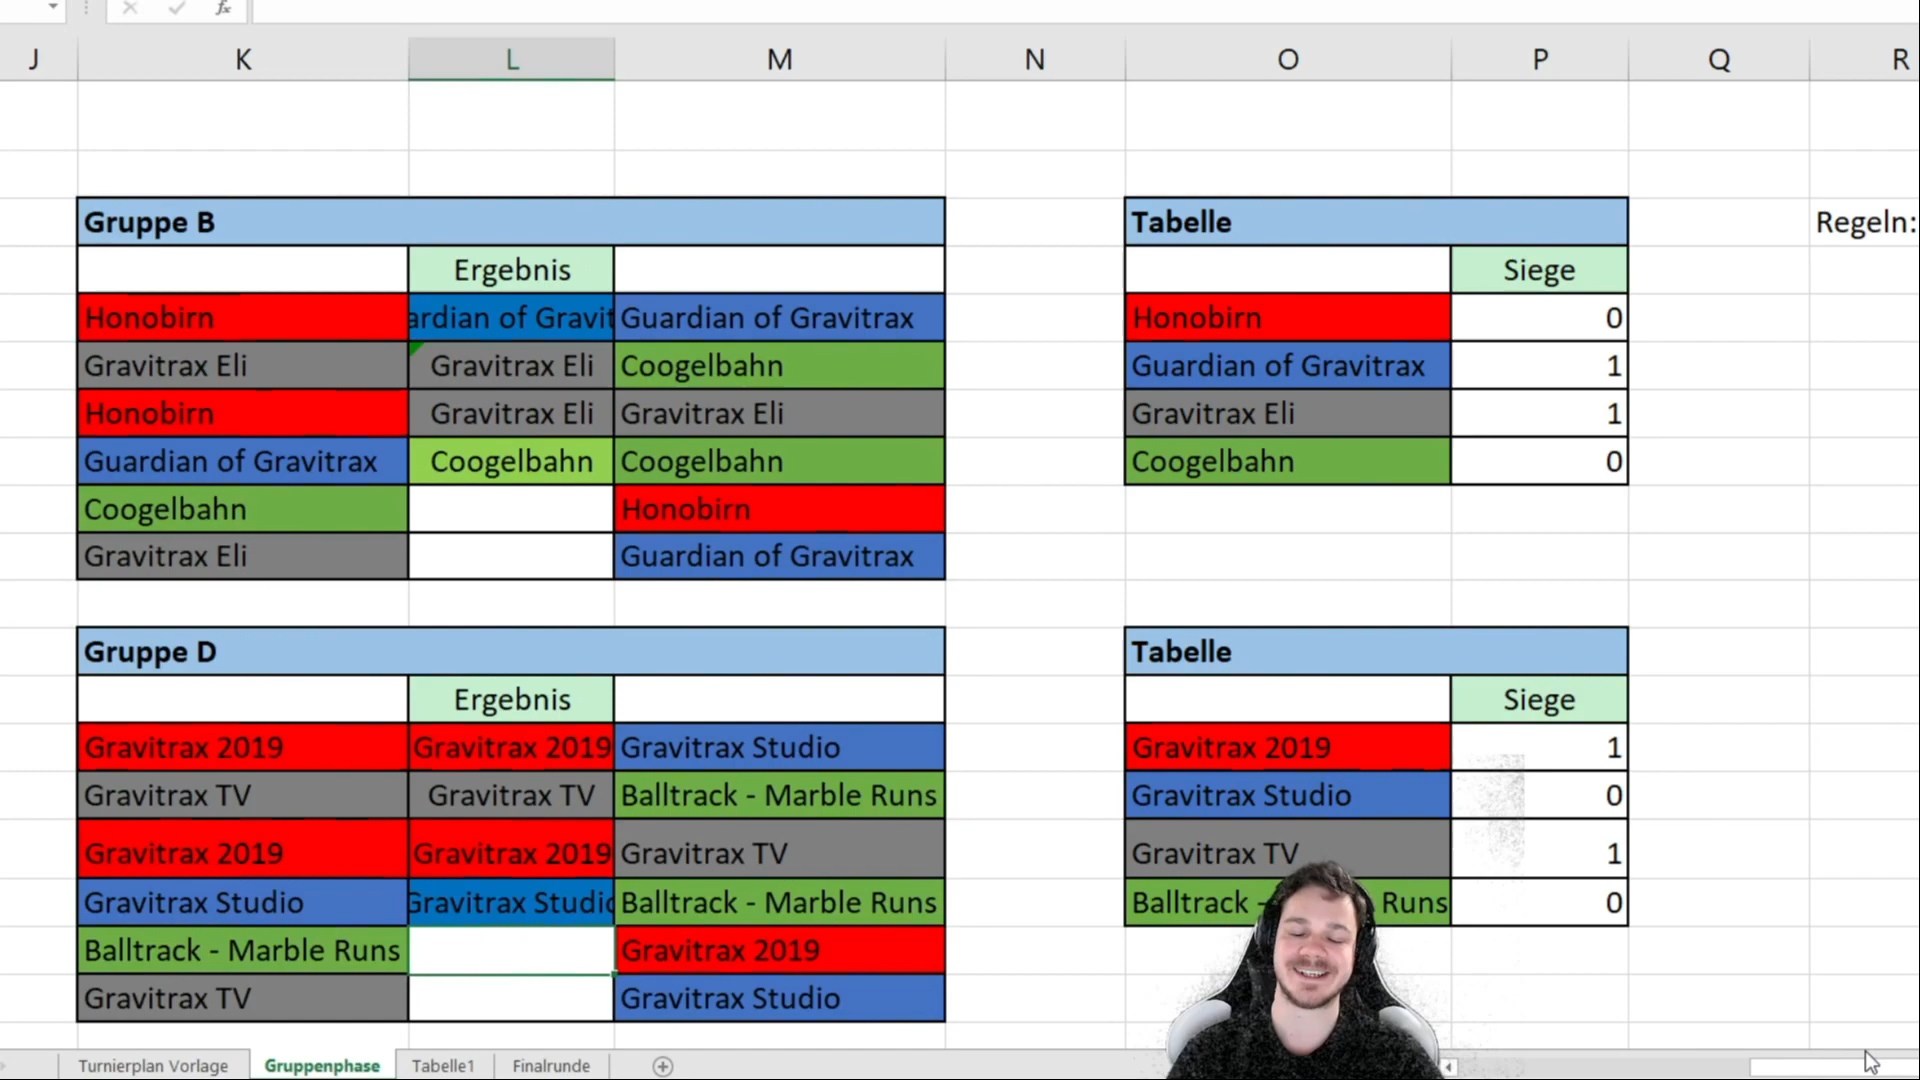 J K L M N O P Q R
Gruppe B
Ergebnis
Honobirn ardian of Gravit Guardian of Gravitrax
Gravitrax Eli Gravitrax Eli Coogelbahn
Honobirn Gravitrax Eli Gravitrax Eli
Guardian of Gravitrax Coogelbahn Coogelbahn
Coogelbahn Honobirn
Gravitrax Eli Guardian of Gravitrax
Tabelle
Siege
Honobirn 0
Guardian of Gravitrax 1
Gravitrax Eli 1
Coogelbahn 0
Regeln:
Gruppe D
Ergebnis
Gravitrax 2019 Gravitrax 2019 Gravitrax Studio
Gravitrax TV Gravitrax TV Balltrack - Marble Runs
Gravitrax 2019 Gravitrax 2019 Gravitrax TV
Gravitrax Studio Gravitrax Studio Balltrack - Marble Runs
Balltrack - Marble Runs Gravitrax 2019
Gravitrax TV Gravitrax Studio
Tabelle
Siege
Gravitrax 2019 1
Gravitrax Studio 0
Gravitrax TV 1
Balltrack - Runs 0
Turnierplan Vorlage Gruppenphase Tabelle1 Finalrunde